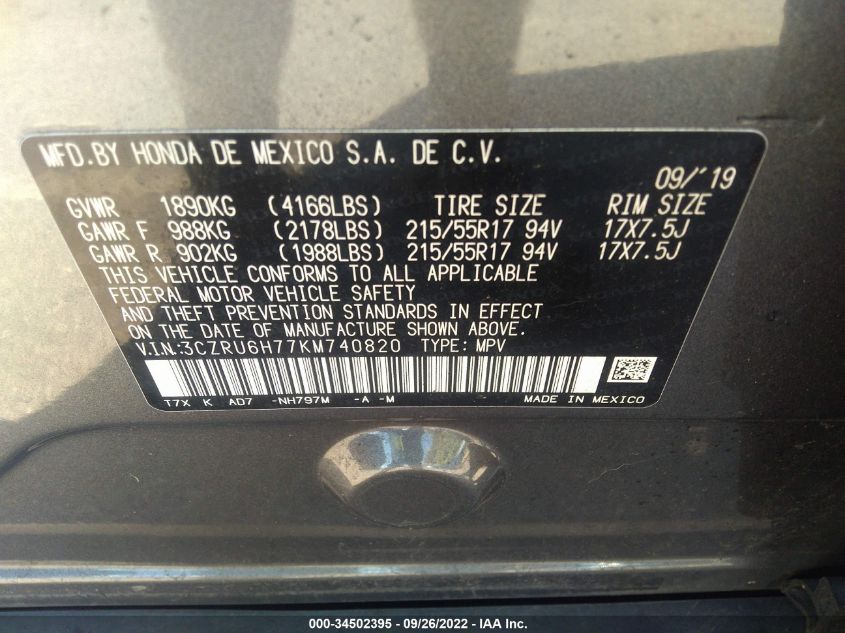 MFD.BY HONDA DE MEXICO S.A. DE C.V.
09/'19
GVWR 1890KG (4166LBS) TIRE SIZE RIM SIZE
GAWR F 988KG (2178LBS) 215/55R17 94V 17X7.5J
GAWR R 902KG (1988LBS) 215/55R17 94V 17X7.5J
THIS VEHICLE CONFORMS TO ALL APPLICABLE
FEDERAL MOTOR VEHICLE SAFETY
AND THEFT PREVENTION STANDARDS IN EFFECT
ON THE DATE OF MANUFACTURE SHOWN ABOVE.
V.I.N.:3CZRU6H77KM740820 TYPE: MPV
T7X K AD7 -NH797M -A -M MADE IN MEXICO
000-34502395 - 09/26/2022 - IAA Inc.